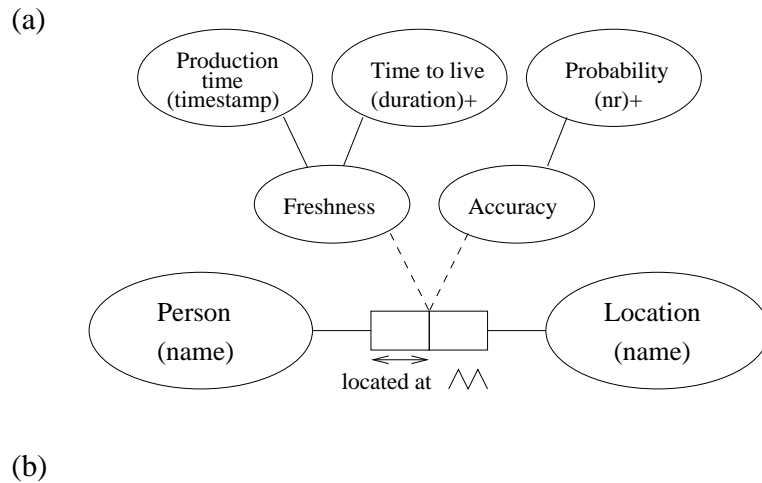 (a)
Production
time
(timestamp)
Time to live
(duration)+
Probability
(nr)+
Freshness
Accuracy
Person
(name)
Location
(name)
located at
(b)